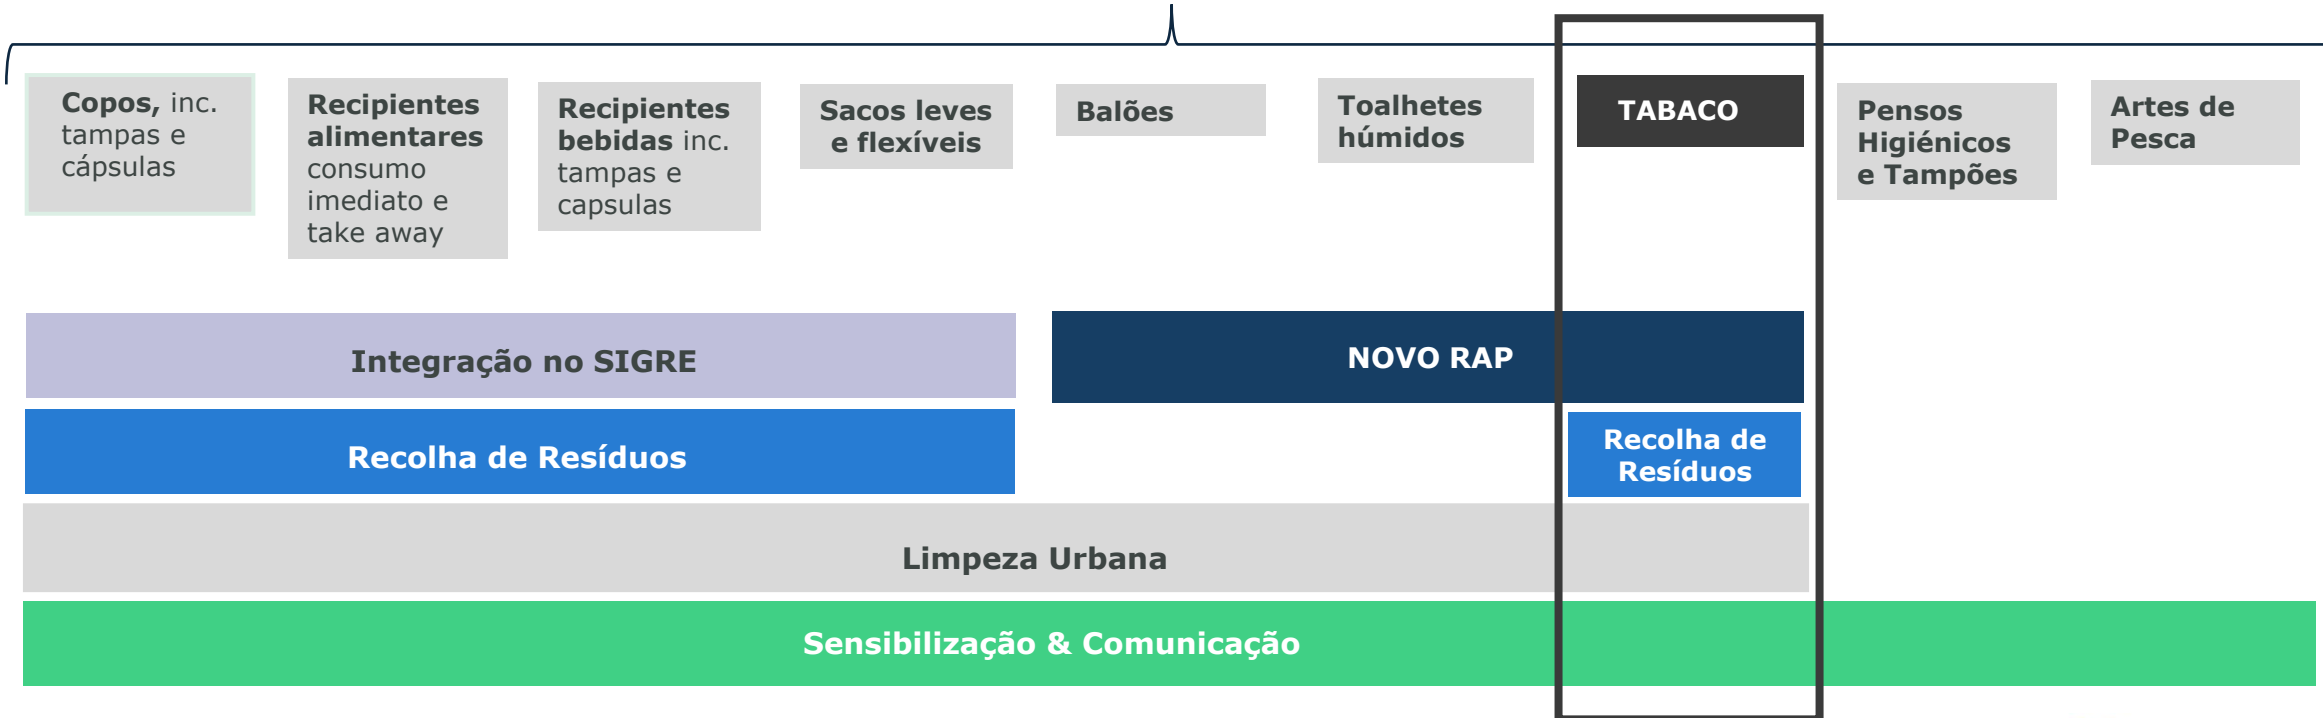 Copos, inc.
tampas e
cápsulas
Recipientes
alimentares
consumo
imediato e
take away
Recipientes
bebidas inc.
tampas e
capsulas
Sacos leves
e flexíveis
Balões
Toalhetes
húmidos
TABACO
Pensos
Higiénicos
e Tampões
Artes de
Pesca
Integração no SIGRE
NOVO RAP
Recolha de Resíduos
Recolha de
Resíduos
Limpeza Urbana
Sensibilização & Comunicação